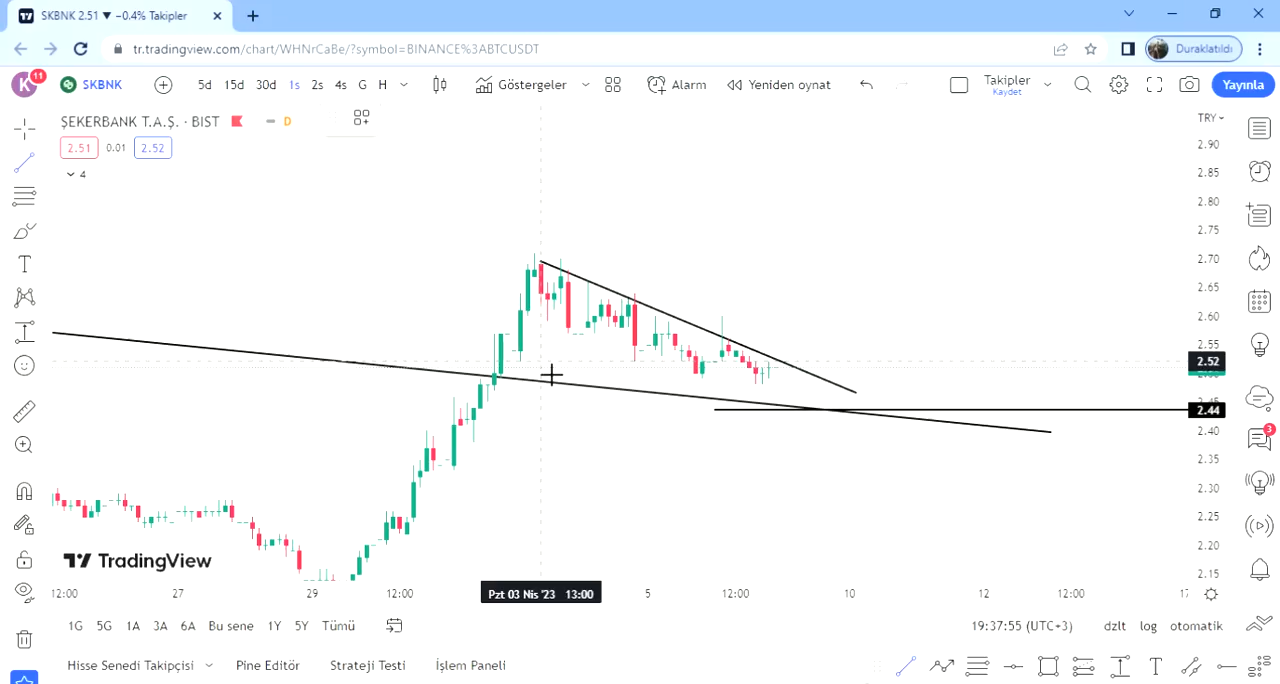 SKBNK 2.51 ▼ −0.4% Takipler
tr.tradingview.com/chart/WHNrCaBe/?symbol=BINANCE%3ABTCUSDT
Duraklatıldı
K 11 SKBNK 5d 15d 30d 1s 2s 4s G H Göstergeler Alarm Yeniden oynat Takipler Yayınla
Kaydet
ŞEKERBANK T.A.Ş. · BIST D TRY
2.51 0.01 2.52
4
2.90
2.85
2.80
2.75
2.70
2.65
2.60
2.55
2.52
2.45
2.44
2.40
2.35
2.30
2.25
2.20
2.15
3
TradingView
12:00 27 29 12:00 Pzt 03 Nis '23 13:00 5 12:00 10 12 12:00 17
1G 5G 1A 3A 6A Bu sene 1Y 5Y Tümü 19:37:55 (UTC+3) dzlt log otomatik
Hisse Senedi Takipçisi Pine Editör Strateji Testi İşlem Paneli